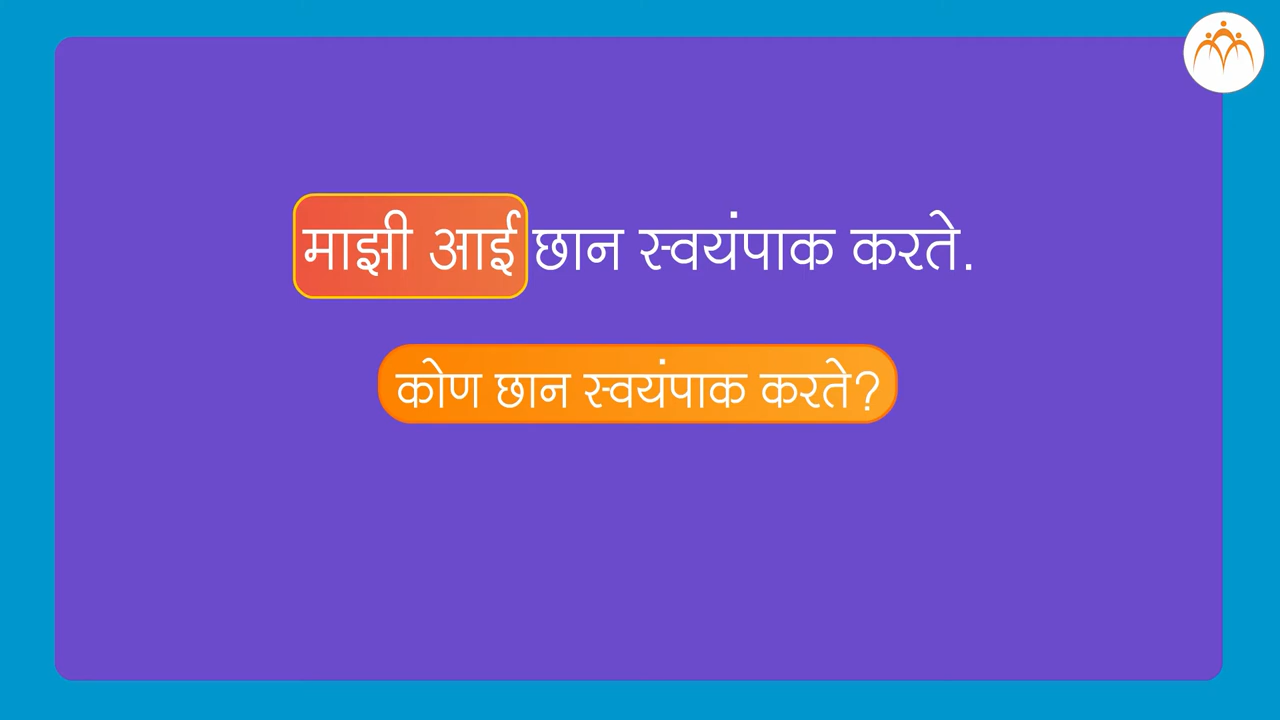 माझी आई छान स्वयंपाक करते.
कोण छान स्वयंपाक करते?